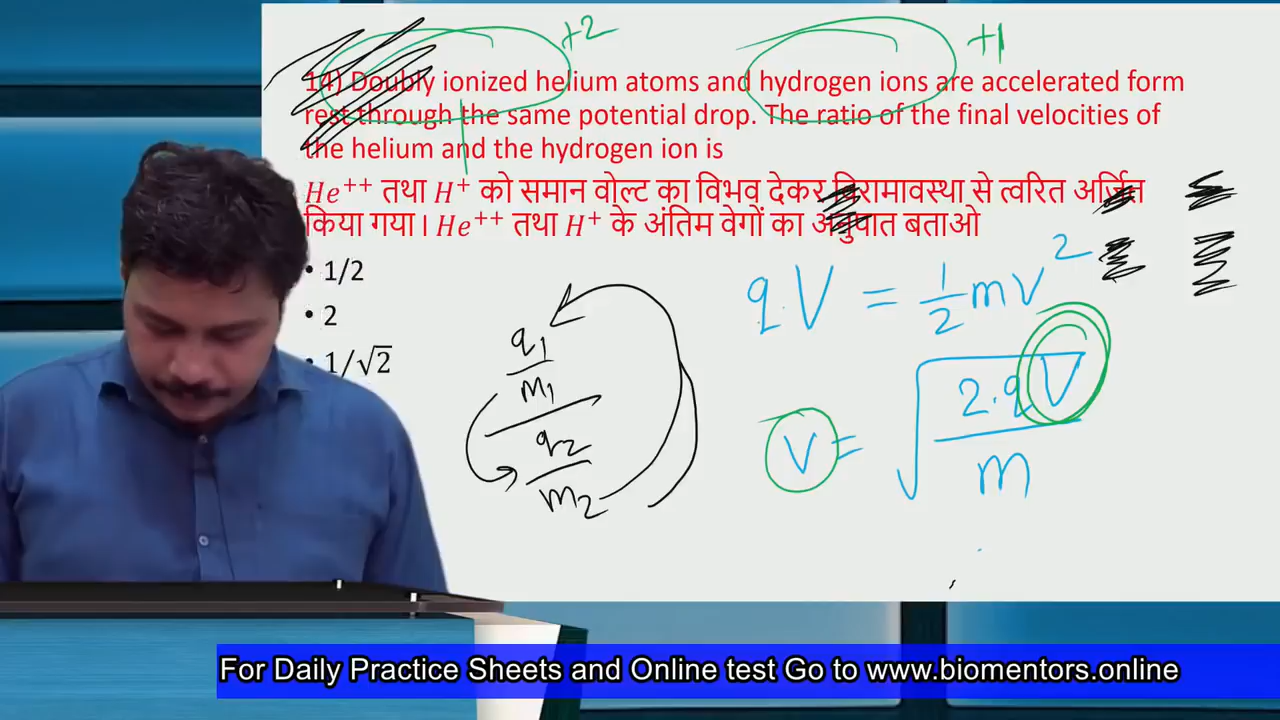 +2
+1
14) Doubly ionized helium atoms and hydrogen ions are accelerated form
rest through the same potential drop. The ratio of the final velocities of
the helium and the hydrogen ion is
He⁺⁺ तथा H⁺ को समान वोल्ट का विभव देकर विरामावस्था से त्वरित अर्जित
किया गया। He⁺⁺ तथा H⁺ के अंतिम वेगों का अनुपात बताओ
• 1/2
• 2
• 1/√2
q₁/m₁ / q₂/m₂
q.V = 1/2 mv²
v = √(2.qV/m)
For Daily Practice Sheets and Online test Go to www.biomentors.online